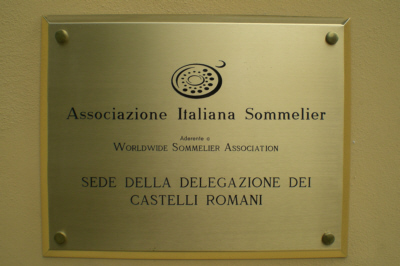 Associazione Italiana Sommelier
Aderente a
WORLDWIDE SOMMELIER ASSOCIATION
SEDE DELLA DELEGAZIONE DEI
CASTELLI ROMANI